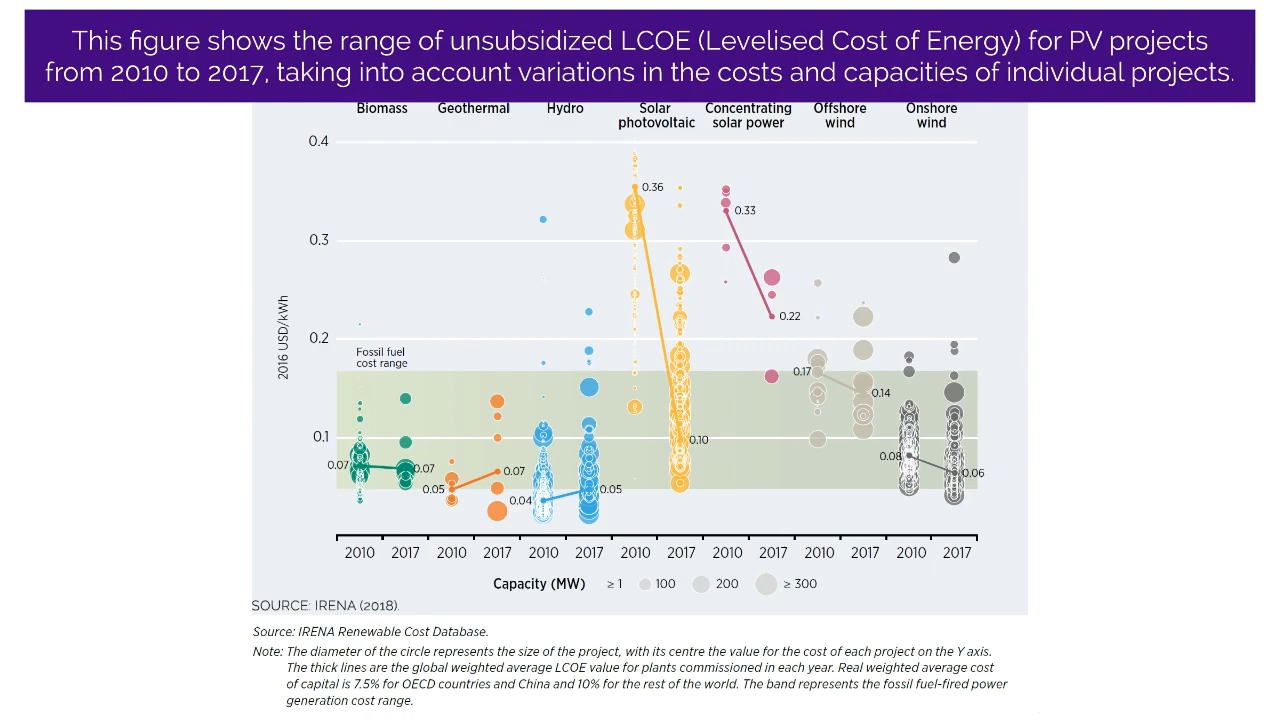 This figure shows the range of unsubsidized LCOE (Levelised Cost of Energy) for PV projects
from 2010 to 2017, taking into account variations in the costs and capacities of individual projects.
Biomass Geothermal Hydro Solar photovoltaic Concentrating solar power Offshore wind Onshore wind
0.4
0.36
0.33
0.3
0.22
0.2
2016 USD/kWh
Fossil fuel
cost range
0.17
0.14
0.1
0.10
0.07 0.07
0.05 0.07
0.04 0.05
0.08 0.06
2010 2017 2010 2017 2010 2017 2010 2017 2010 2017 2010 2017 2010 2017
Capacity (MW) ≥ 1 100 200 ≥ 300
SOURCE: IRENA (2018).
Source: IRENA Renewable Cost Database.
Note: The diameter of the circle represents the size of the project, with its centre the value for the cost of each project on the Y axis.
The thick lines are the global weighted average LCOE value for plants commissioned in each year. Real weighted average cost
of capital is 7.5% for OECD countries and China and 10% for the rest of the world. The band represents the fossil fuel-fired power
generation cost range.